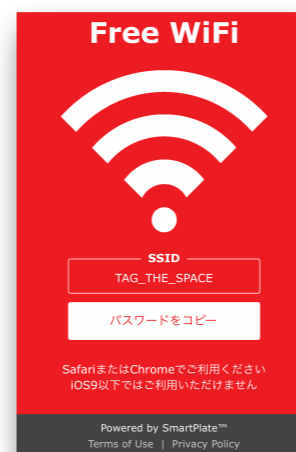 Free WiFi
SSID
TAG_THE_SPACE
パスワードをコピー
SafariまたはChromeでご利用ください
iOS9以下ではご利用いただけません
Powered by SmartPlate™
Terms of Use | Privacy Policy